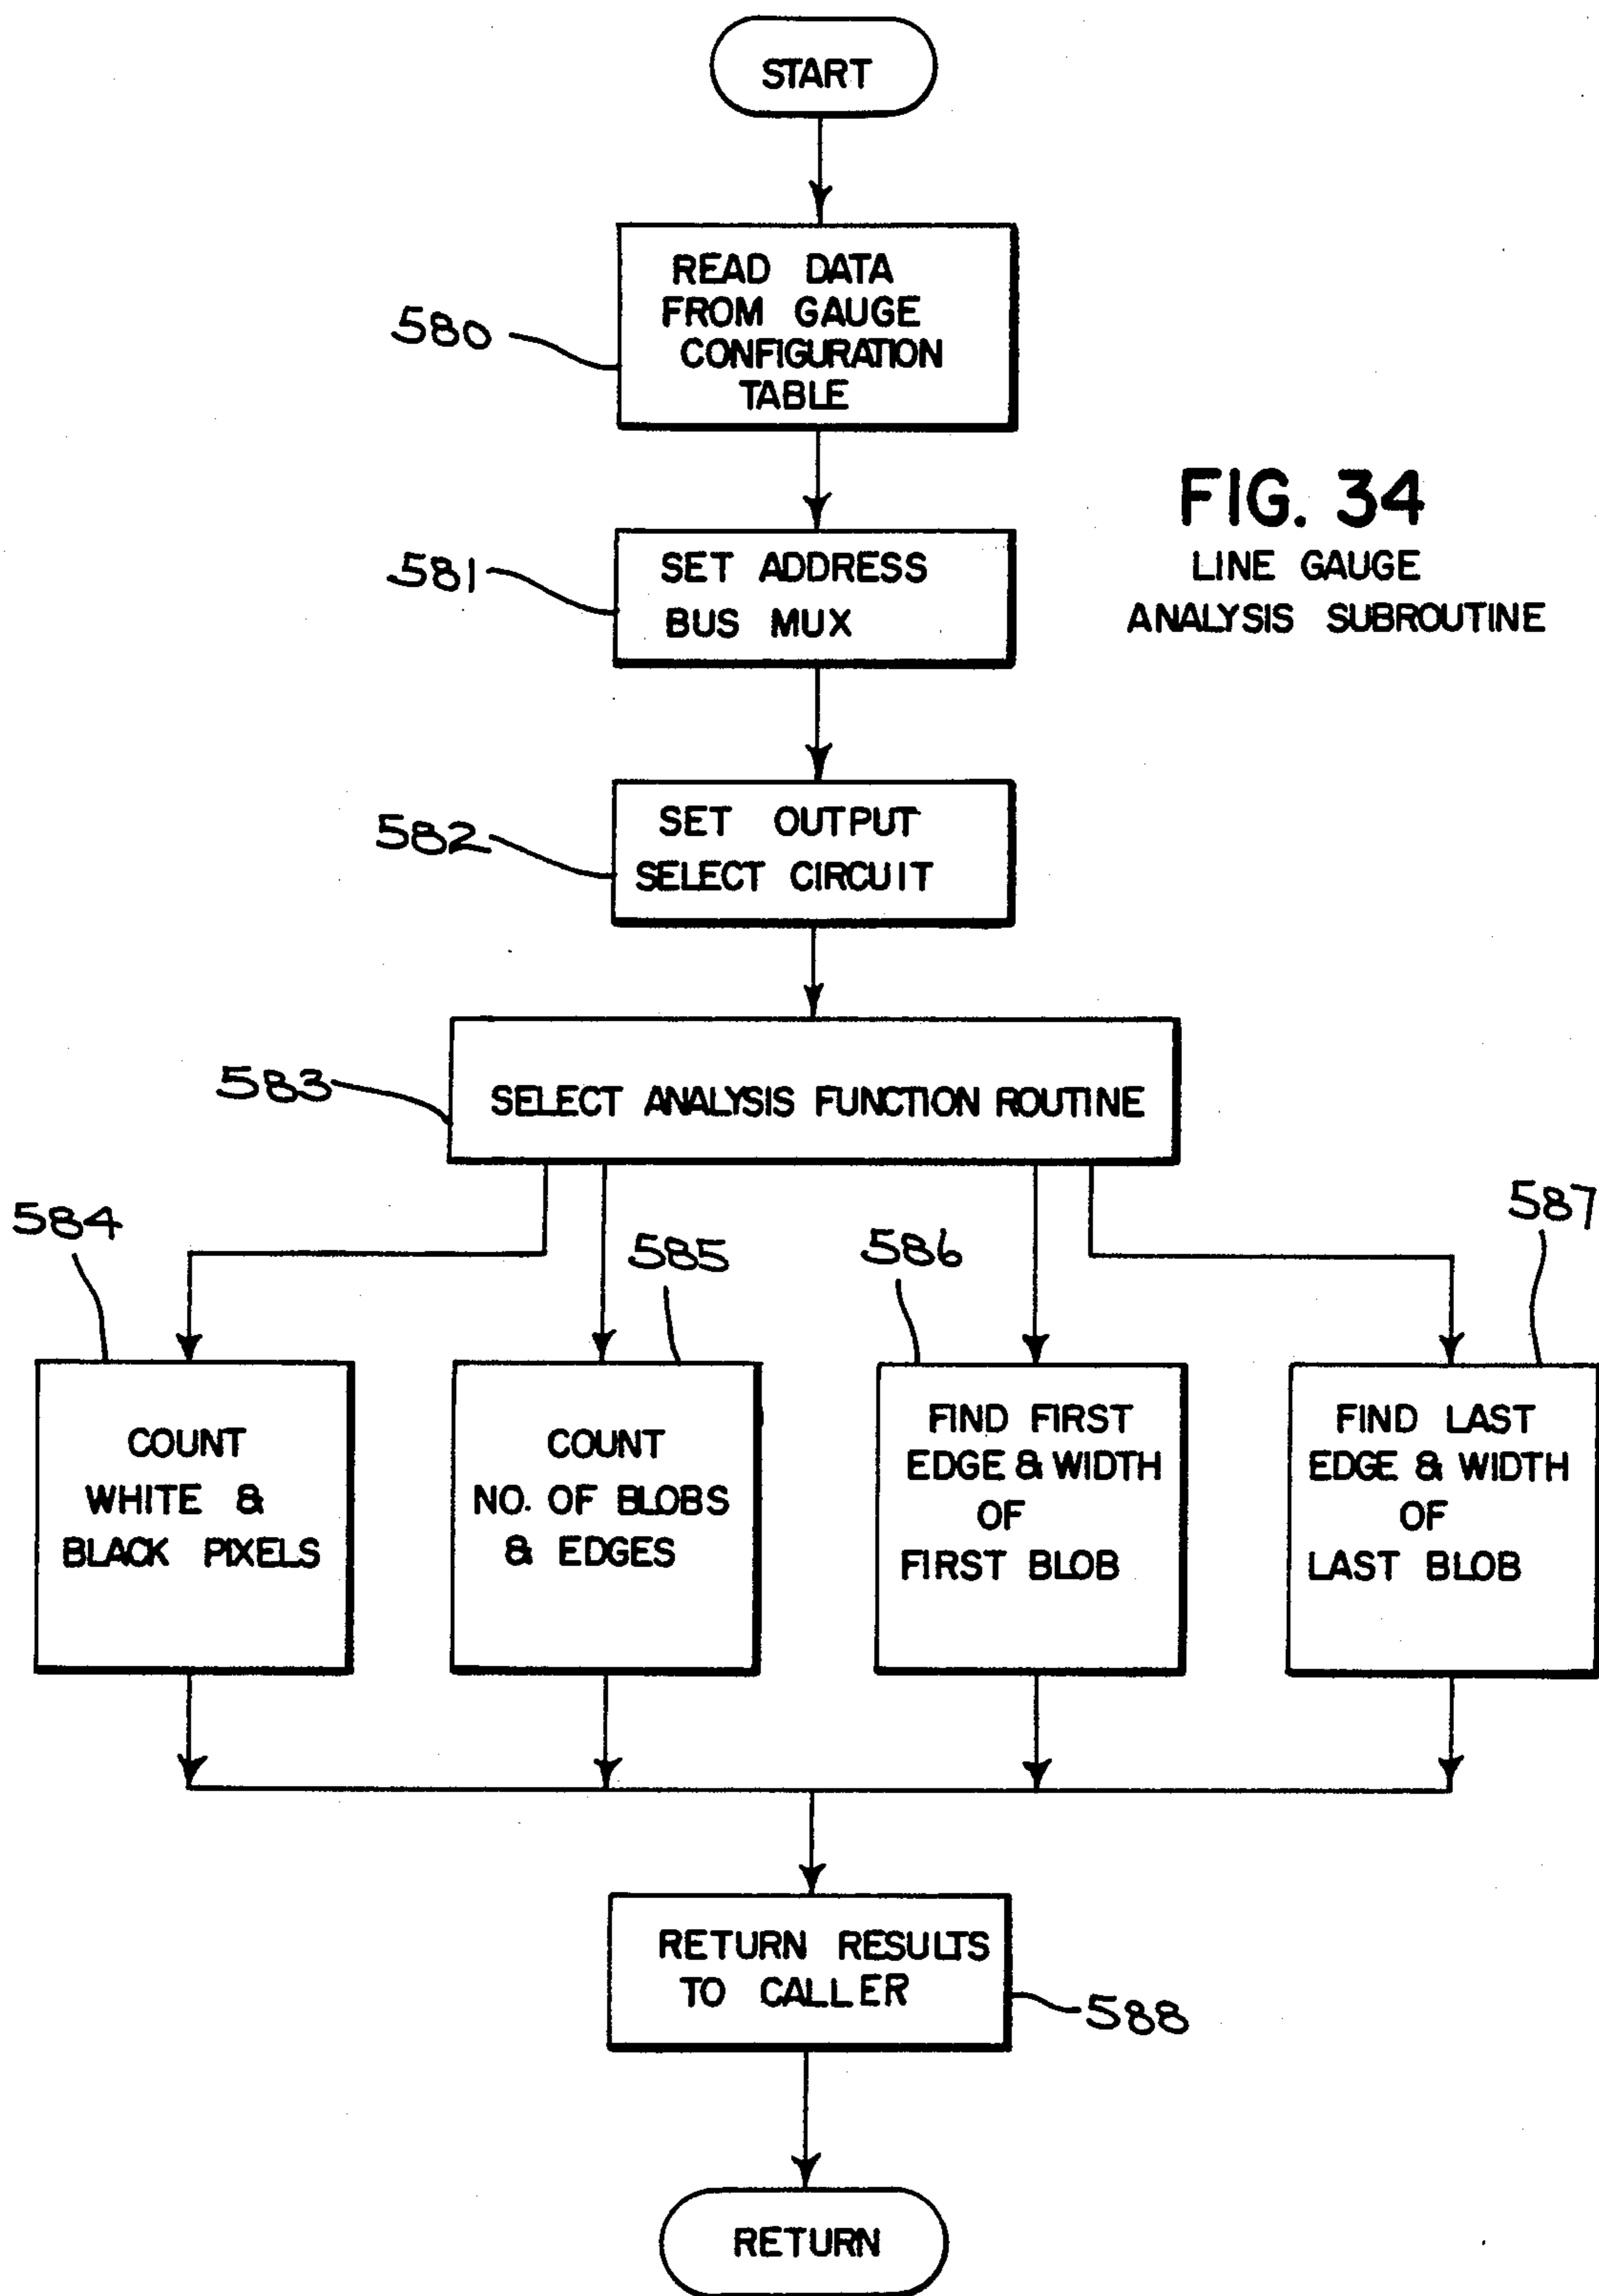 START
READ DATA
FROM GAUGE
CONFIGURATION
TABLE
580
FIG. 34
LINE GAUGE
ANALYSIS SUBROUTINE
SET ADDRESS
BUS MUX
581
SET OUTPUT
SELECT CIRCUIT
582
SELECT ANALYSIS FUNCTION ROUTINE
583
584
585
586
587
COUNT
WHITE &
BLACK PIXELS
COUNT
NO. OF BLOBS
& EDGES
FIND FIRST
EDGE & WIDTH
OF
FIRST BLOB
FIND LAST
EDGE & WIDTH
OF
LAST BLOB
RETURN RESULTS
TO CALLER
588
RETURN